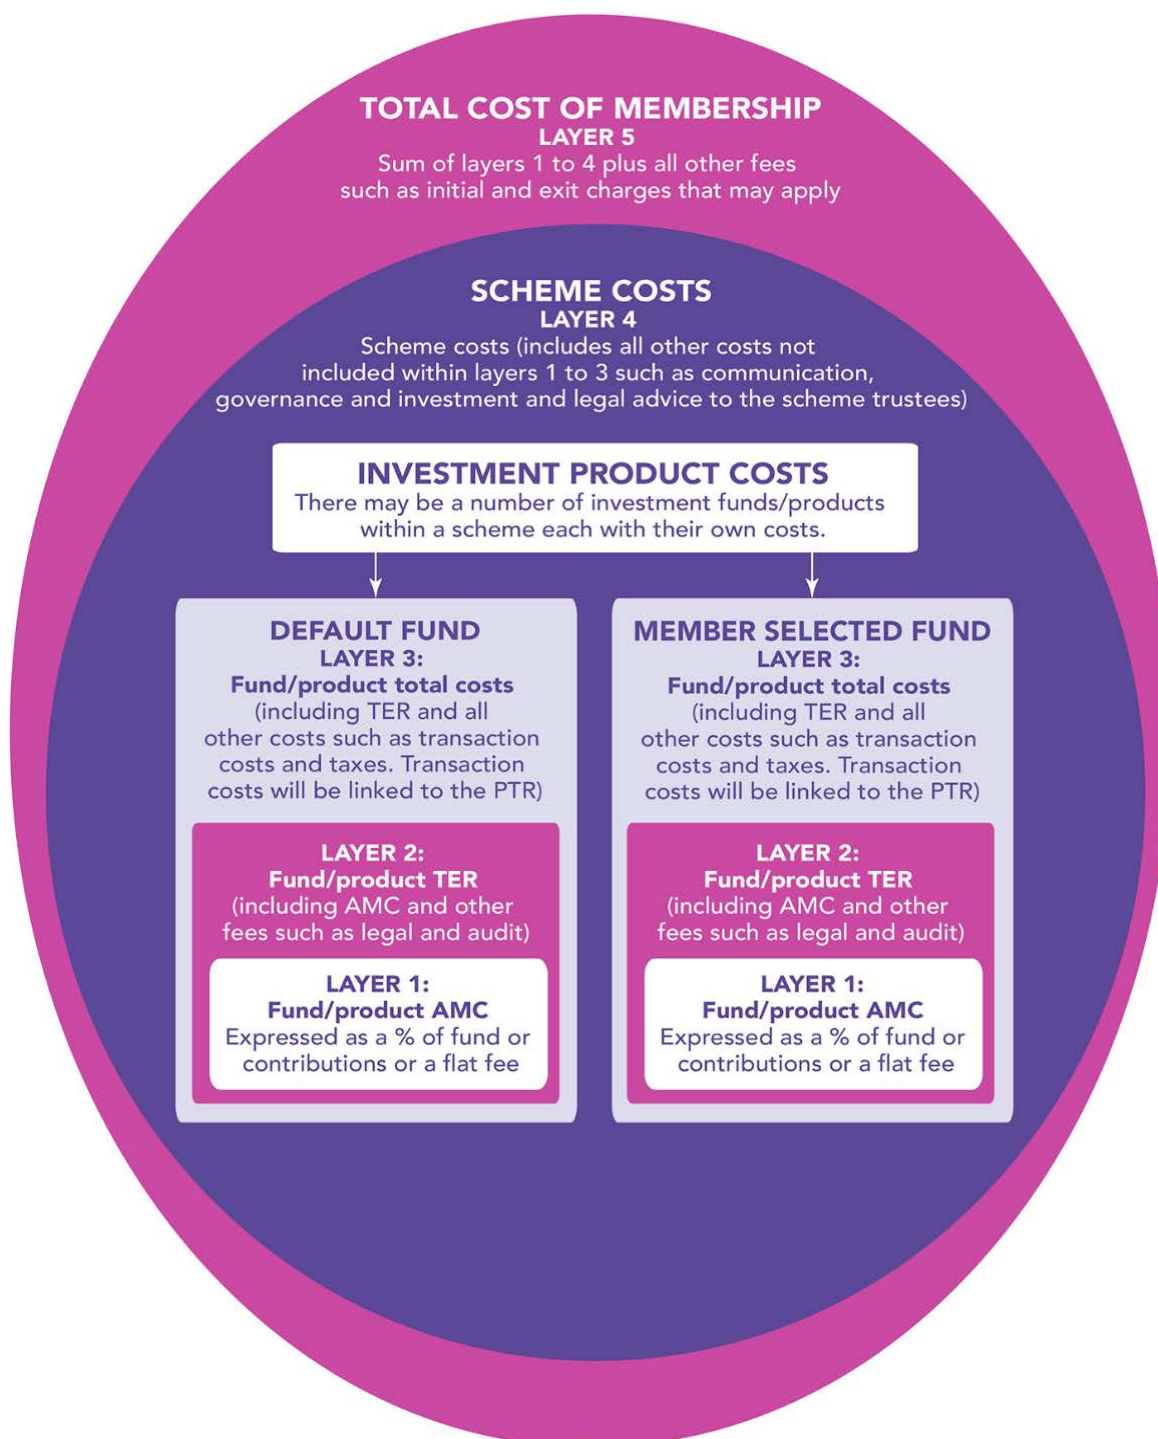 TOTAL COST OF MEMBERSHIP
LAYER 5
Sum of layers 1 to 4 plus all other fees
such as initial and exit charges that may apply
SCHEME COSTS
LAYER 4
Scheme costs (includes all other costs not
included within layers 1 to 3 such as communication,
governance and investment and legal advice to the scheme trustees)
INVESTMENT PRODUCT COSTS
There may be a number of investment funds/products
within a scheme each with their own costs.
DEFAULT FUND
LAYER 3:
Fund/product total costs
(including TER and all
other costs such as transaction
costs and taxes. Transaction
costs will be linked to the PTR)
LAYER 2:
Fund/product TER
(including AMC and other
fees such as legal and audit)
LAYER 1:
Fund/product AMC
Expressed as a % of fund or
contributions or a flat fee
MEMBER SELECTED FUND
LAYER 3:
Fund/product total costs
(including TER and all
other costs such as transaction
costs and taxes. Transaction
costs will be linked to the PTR)
LAYER 2:
Fund/product TER
(including AMC and other
fees such as legal and audit)
LAYER 1:
Fund/product AMC
Expressed as a % of fund or
contributions or a flat fee